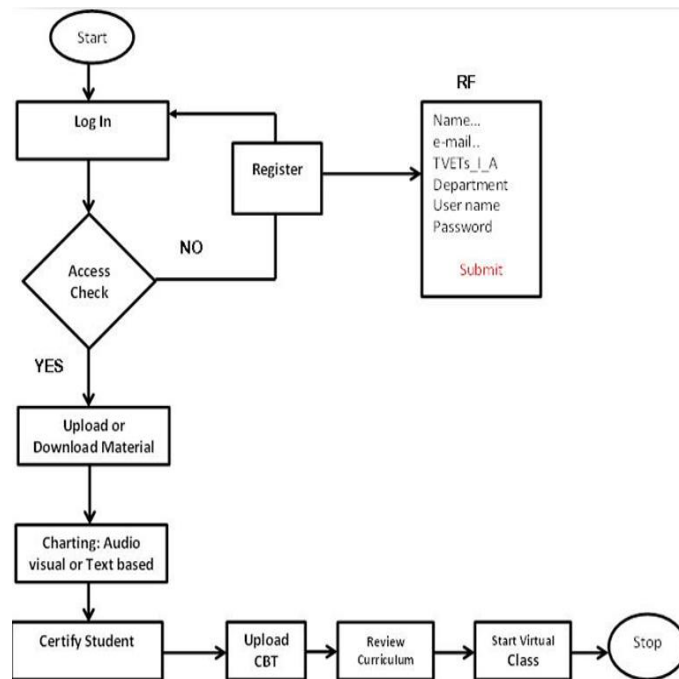 Start
Log In
NO
Register
RF
Name...
e-mail..
TVETs_I_A
Department
User name
Password
Submit
Access
Check
YES
Upload or
Download Material
Charting: Audio
visual or Text based
Certify Student
Upload
CBT
Review
Curriculum
Start Virtual
Class
Stop